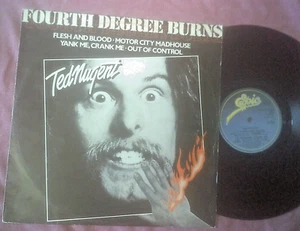 FOURTH DEGREE BURNS
FLESH AND BLOOD · MOTOR CITY MADHOUSE
YANK ME, CRANK ME · OUT OF CONTROL
Ted Nugent
Epic